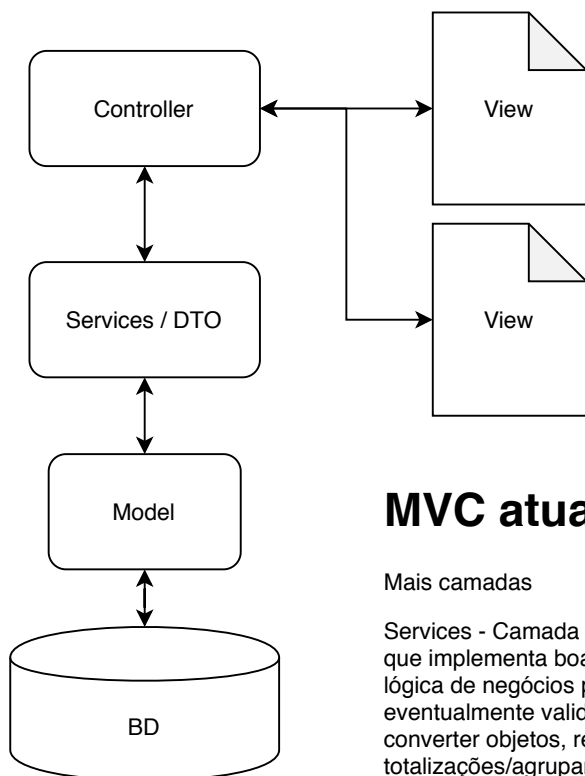 Controller
View
Services / DTO
View
Model
BD
MVC atua
Mais camadas
Services - Camada
que implementa boa
lógica de negócios
eventualmente valid
converter objetos, re
totalizações/agrupa